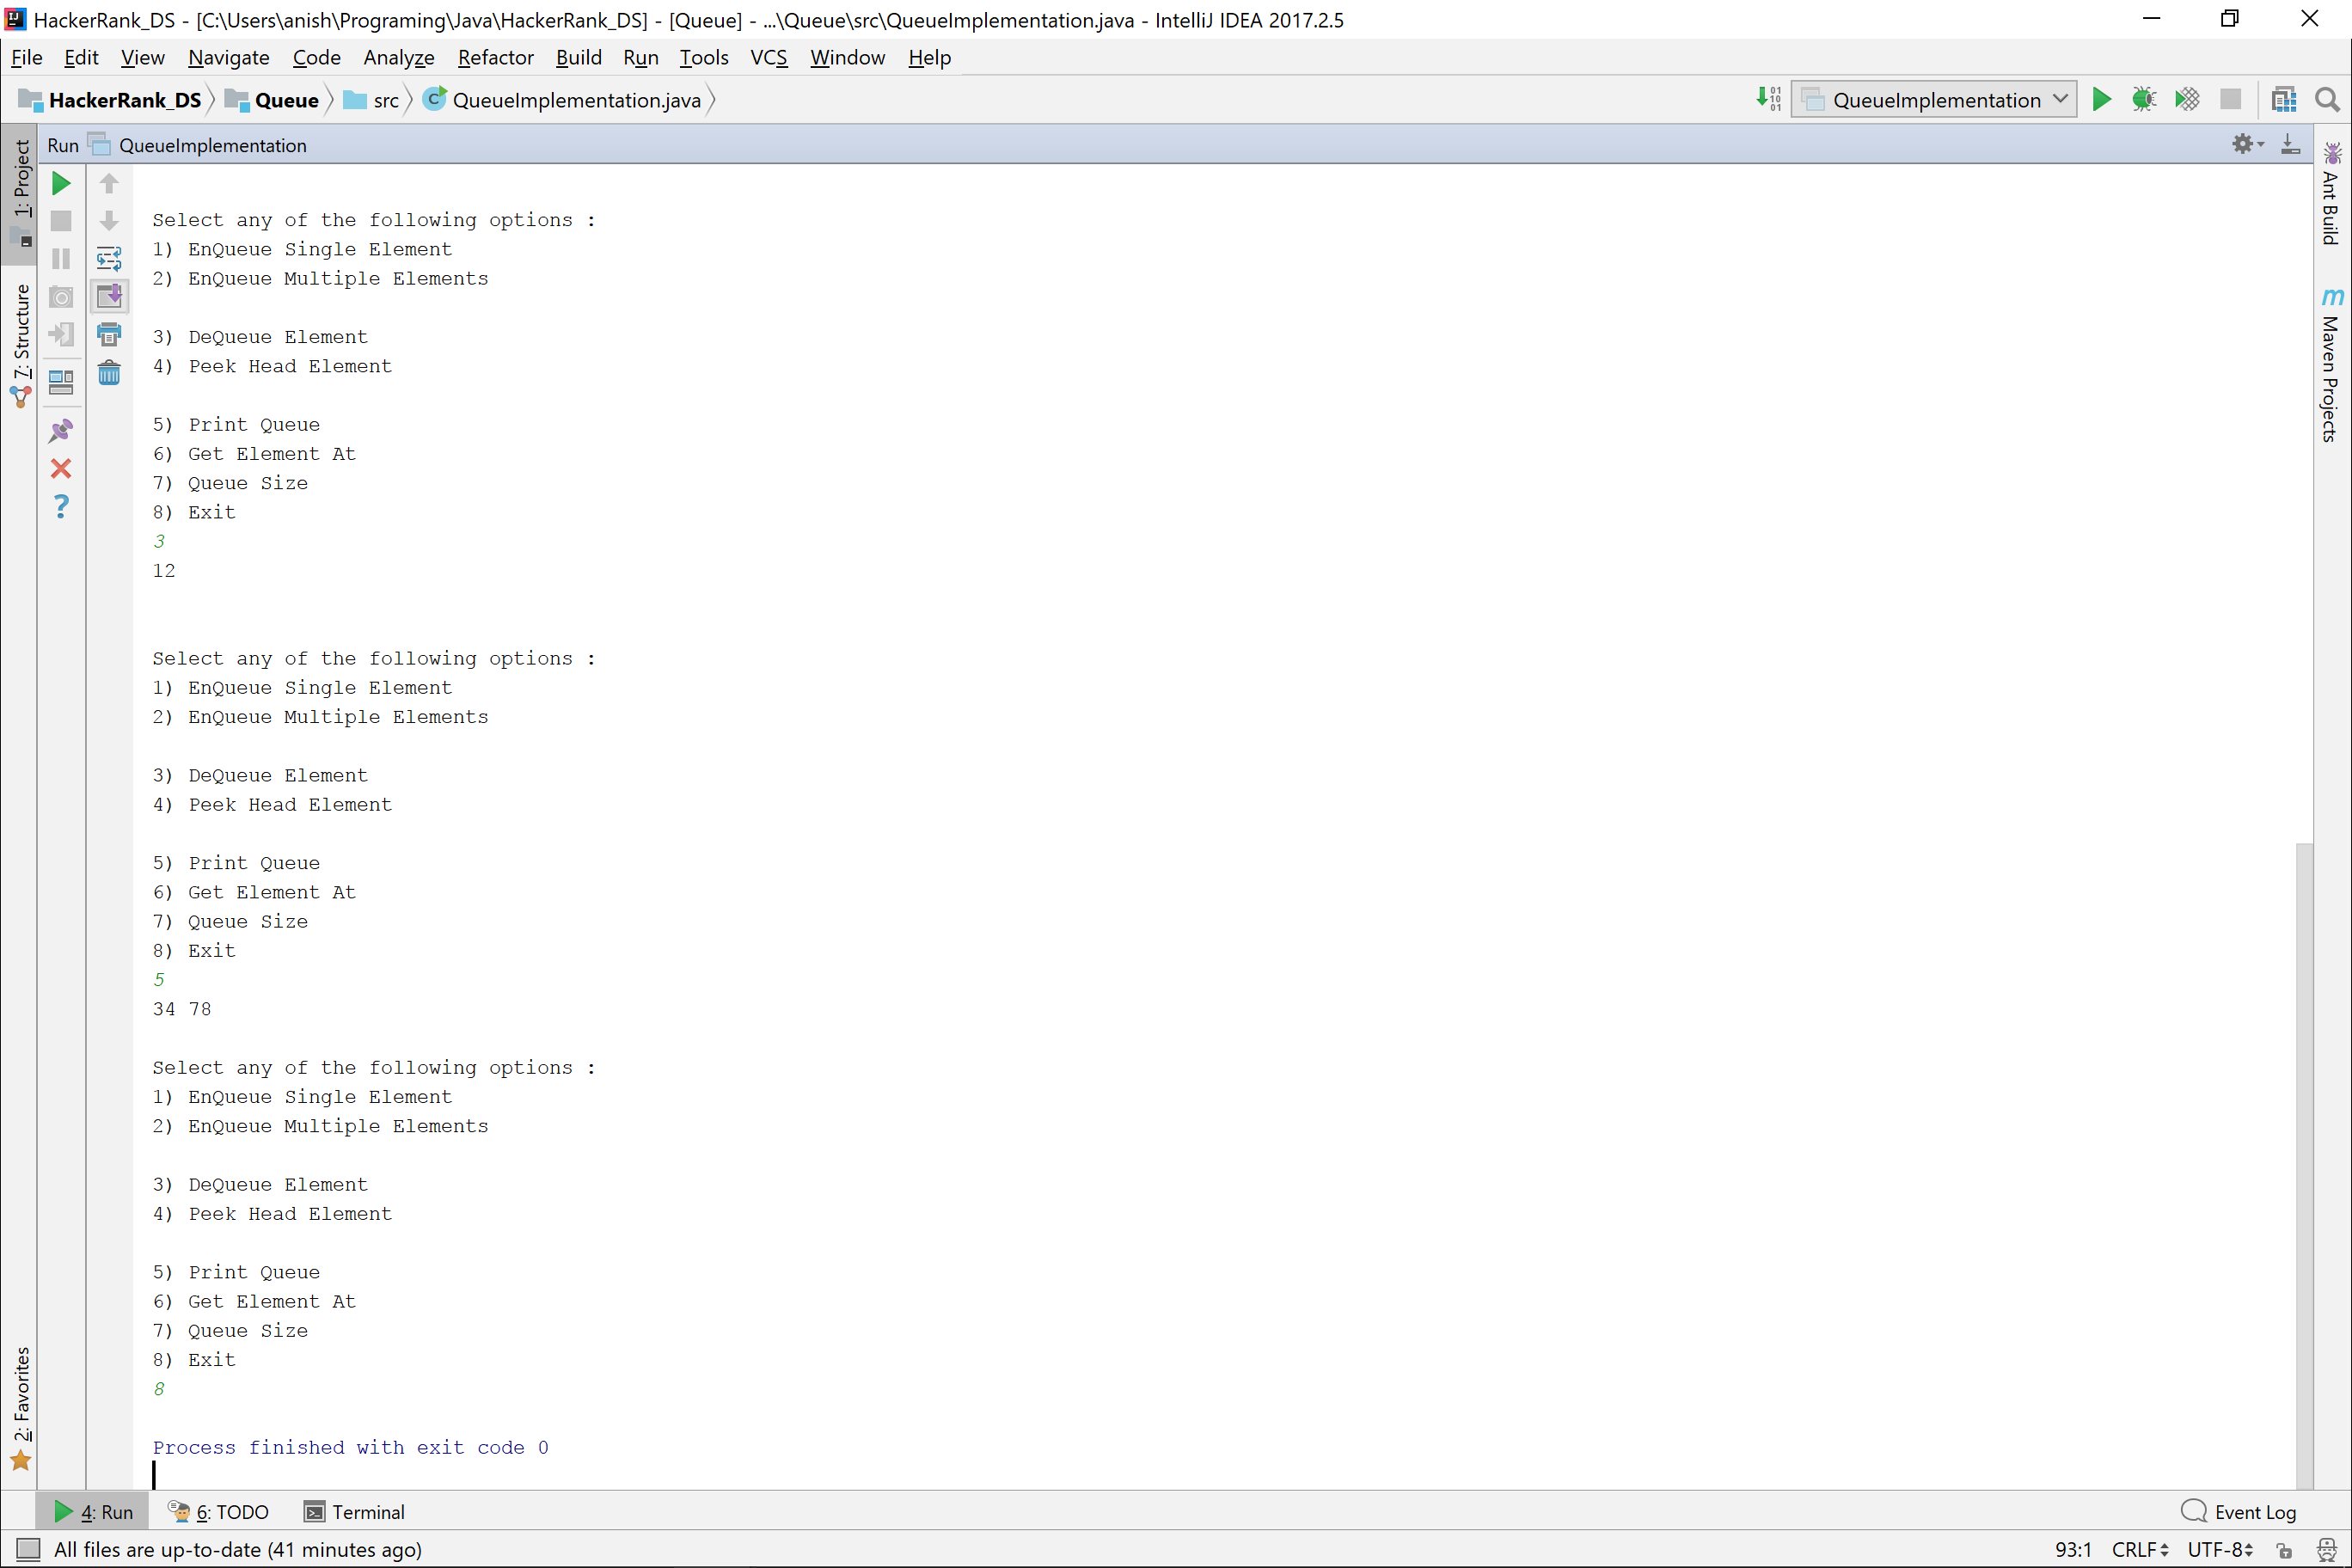 HackerRank_DS - [C:\Users\anish\Programing\Java\HackerRank_DS] - [Queue] - ...\Queue\src\QueueImplementation.java - IntelliJ IDEA 2017.2.5
File Edit View Navigate Code Analyze Refactor Build Run Tools VCS Window Help
HackerRank_DS Queue src QueueImplementation.java QueueImplementation
Run QueueImplementation
1: Project
7: Structure
2: Favorites
Ant Build
Maven Projects
Select any of the following options :
1) EnQueue Single Element
2) EnQueue Multiple Elements
3) DeQueue Element
4) Peek Head Element
5) Print Queue
6) Get Element At
7) Queue Size
8) Exit
3
12
Select any of the following options :
1) EnQueue Single Element
2) EnQueue Multiple Elements
3) DeQueue Element
4) Peek Head Element
5) Print Queue
6) Get Element At
7) Queue Size
8) Exit
5
34 78
Select any of the following options :
1) EnQueue Single Element
2) EnQueue Multiple Elements
3) DeQueue Element
4) Peek Head Element
5) Print Queue
6) Get Element At
7) Queue Size
8) Exit
8
Process finished with exit code 0
4: Run 6: TODO Terminal Event Log
All files are up-to-date (41 minutes ago) 93:1 CRLF UTF-8